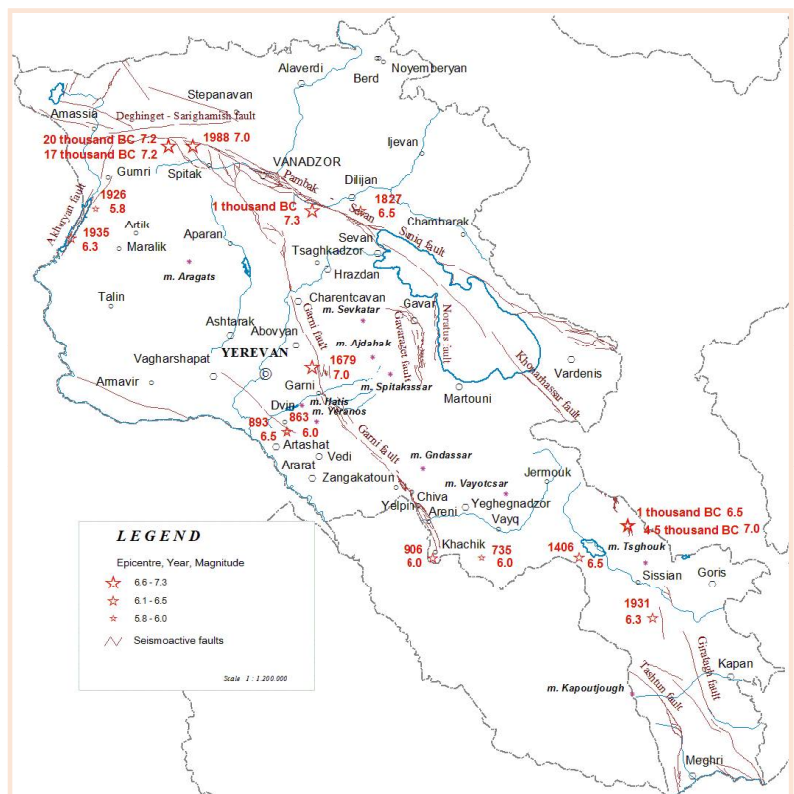 Alaverdi
Noyemberyan
Berd
Stepanavan
Amassia
Deghinget - Sarighamish fault
20 thousand BC 7.2
1988 7.0
17 thousand BC 7.2
Ijevan
VANADZOR
Gumri
Spitak
Pambak
Dilijan
1926
5.8
1827
6.5
1 thousand BC
7.3
Sevan
Akhuryan fault
Artik
1935
6.3
Maralik
Aparan
Chambarak
Sevan
Suniq fault
Tsaghkadzor
Hrazdan
m. Aragats
Talin
Charentcavan
m. Sevkatar
Gavar
Ashtarak
Abovyan
Garni fault
Gavaraget fault
Noratus fault
m. Ajdahak
YEREVAN
1679
7.0
Vagharshapat
Khonarhassar fault
Vardenis
Armavir
m. Spitakassar
Garni
Martouni
Dvin
m. Hatis
m. Yeranos
893
863
6.5
6.0
Garni fault
Artashat
Vedi
Ararat
m. Gndassar
Zangakatoun
m. Vayotcsar
Jermouk
Chiva
Yelpin
Areni
Yeghegnadzor
Vayq
1 thousand BC 6.5
4-5 thousand BC 7.0
Khachik
906
6.0
735
6.0
1406
6.5
m. Tsghouk
Sissian
Goris
1931
6.3
Giratagh fault
Kapan
Tashtun fault
m. Kapoutjough
Meghri
LEGEND
Epicentre, Year, Magnitude
6.6 - 7.3
6.1 - 6.5
5.8 - 6.0
Seismoactive faults
Scale 1 : 1.200.000